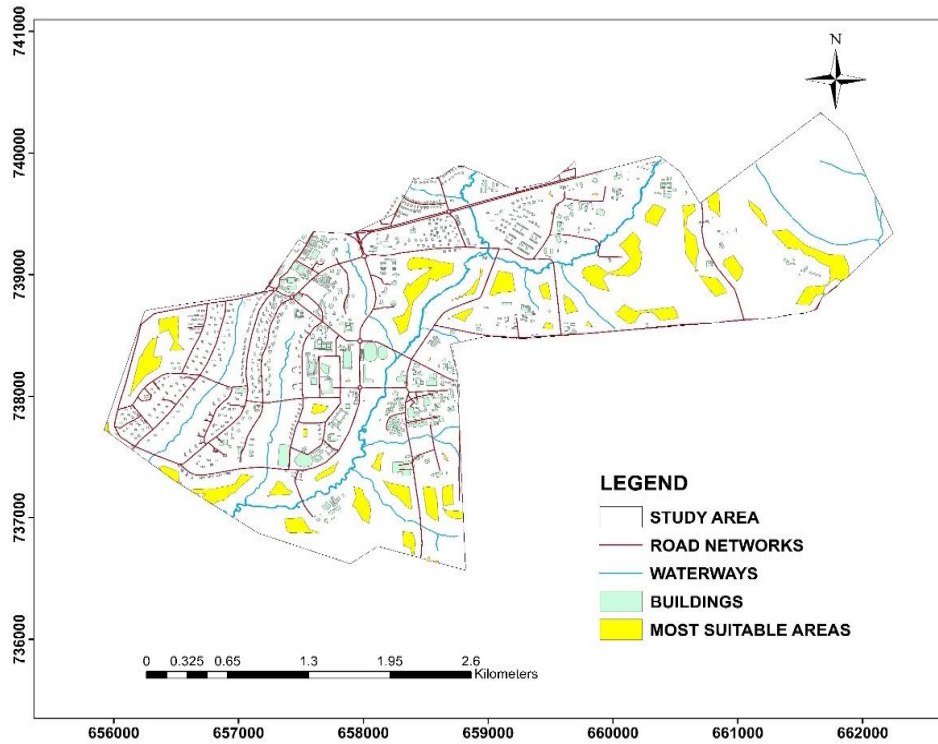 741000
740000
739000
738000
737000
736000
N
LEGEND
STUDY AREA
ROAD NETWORKS
WATERWAYS
BUILDINGS
MOST SUITABLE AREAS
0 0.325 0.65 1.3 1.95 2.6
Kilometers
656000 657000 658000 659000 660000 661000 662000